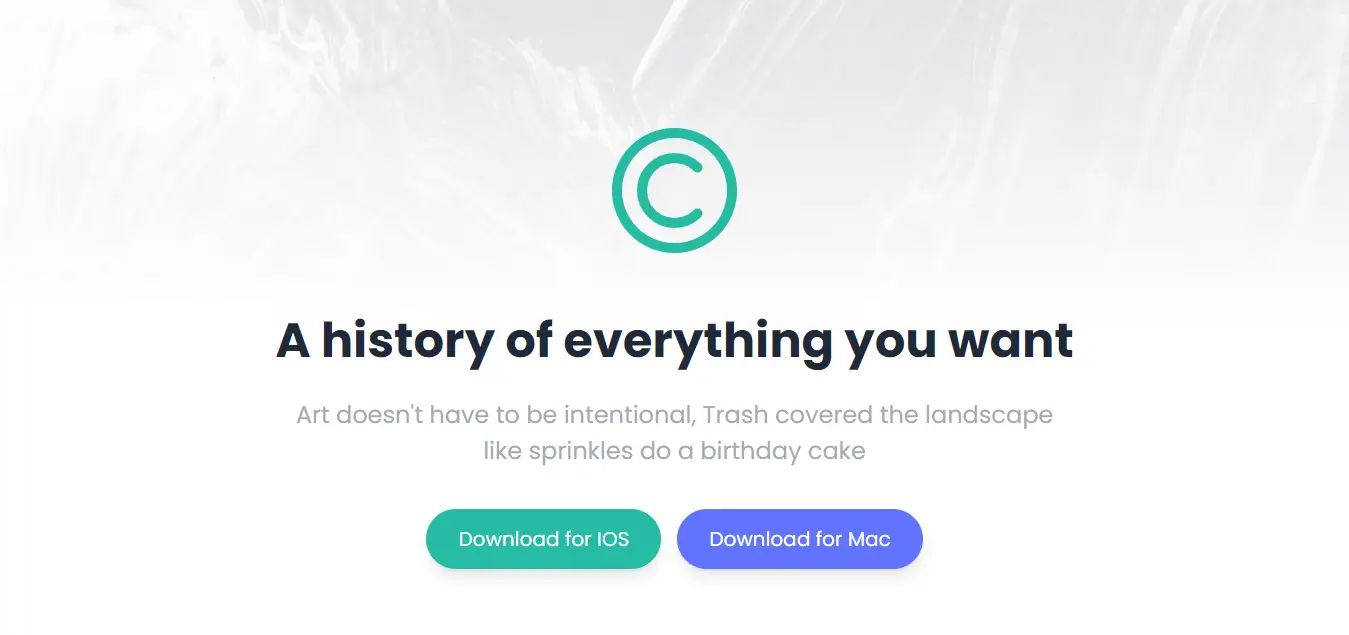 ©
A history of everything you want
Art doesn't have to be intentional, Trash covered the landscape
like sprinkles do a birthday cake
Download for IOS
Download for Mac